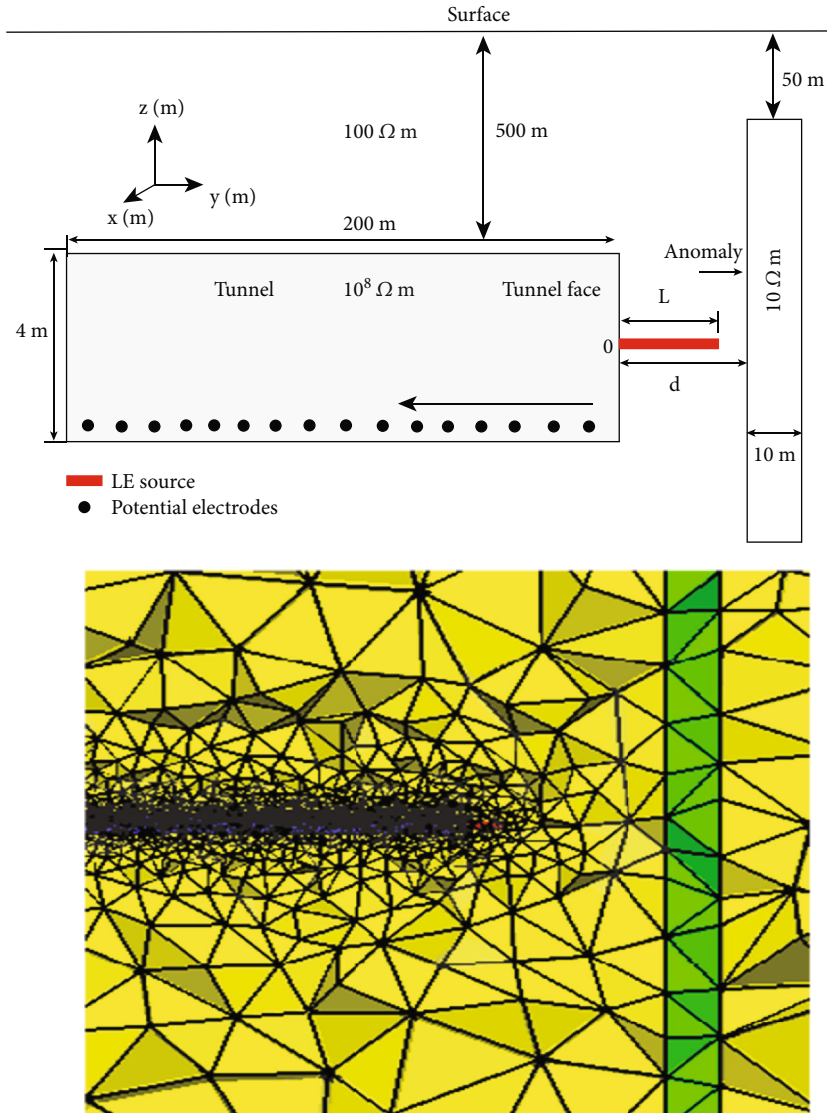 Surface
50 m
z (m)
100 Ω m
500 m
y (m)
x (m)
200 m
Anomaly
Tunnel
10⁸ Ω m
Tunnel face
L
10 Ω m
4 m
0
d
10 m
LE source
Potential electrodes